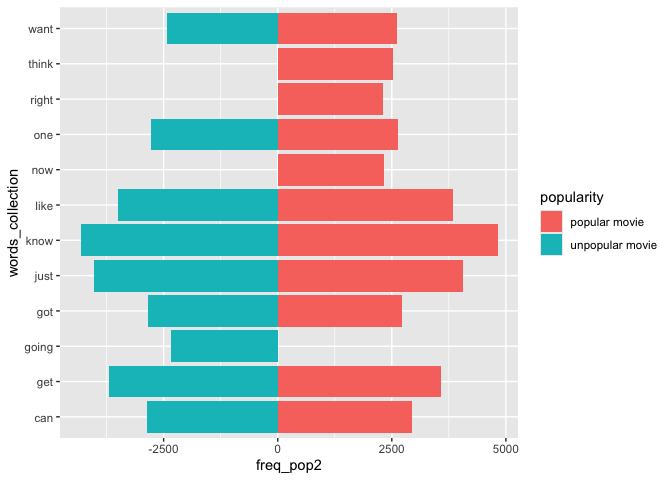 want
think
right
one
now
like
know
just
got
going
get
can
words_collection
-2500 0 2500 5000
freq_pop2
popularity
popular movie
unpopular movie